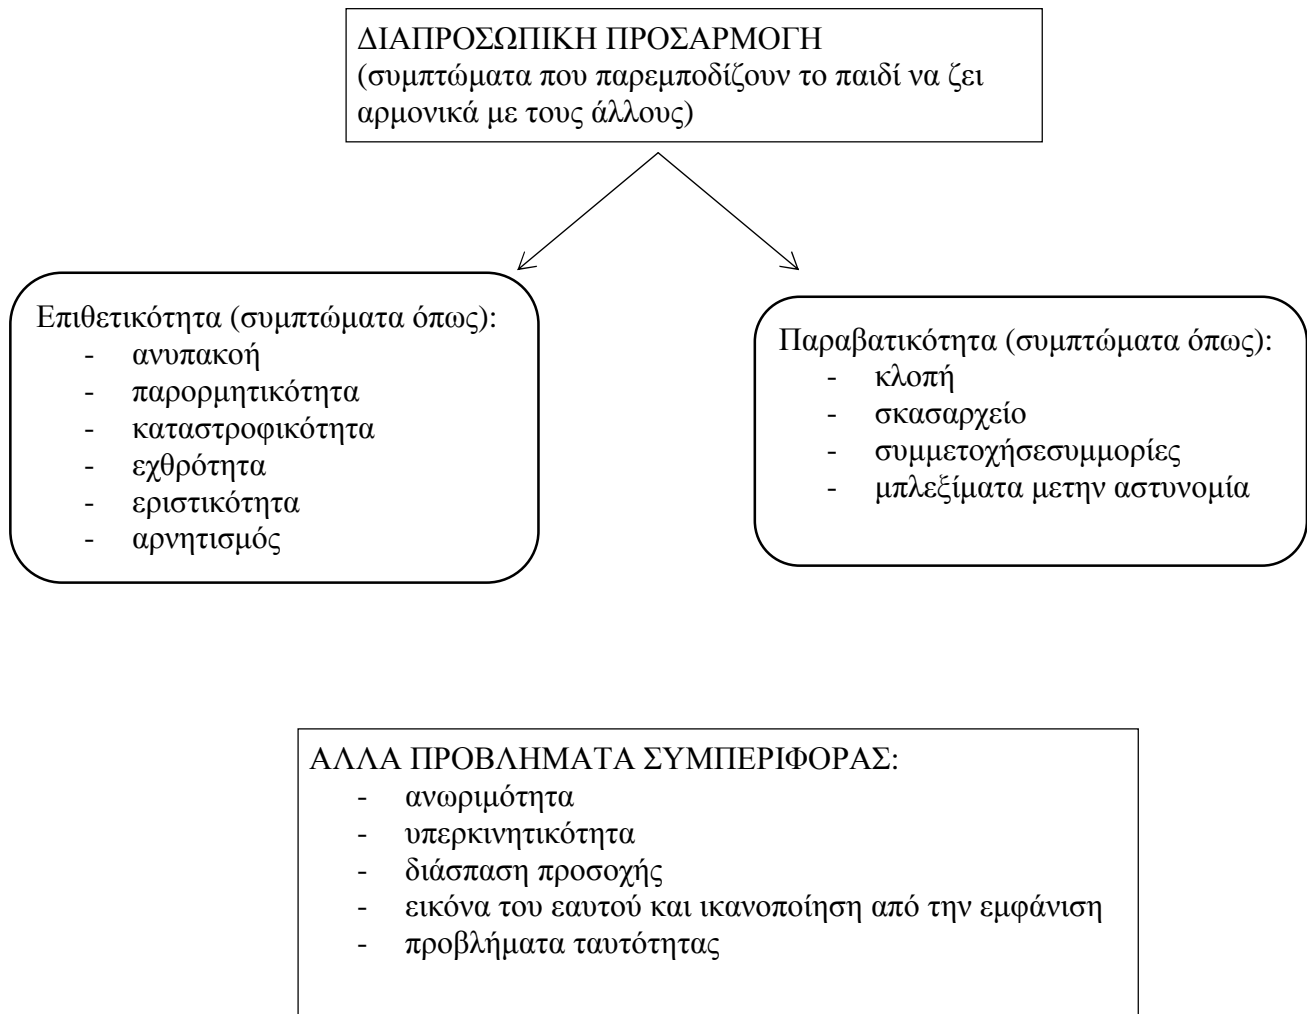 ΔΙΑΠΡΟΣΩΠΙΚΗ ΠΡΟΣΑΡΜΟΓΗ
(συμπτώματα που παρεμποδίζουν το παιδί να ζει
αρμονικά με τους άλλους)
Επιθετικότητα (συμπτώματα όπως):
- ανυπακοή
- παρορμητικότητα
- καταστροφικότητα
- εχθρότητα
- εριστικότητα
- αρνητισμός
Παραβατικότητα (συμπτώματα όπως):
- κλοπή
- σκασαρχείο
- συμμετοχήσεσυμμορίες
- μπλεξίματα μετην αστυνομία
ΑΛΛΑ ΠΡΟΒΛΗΜΑΤΑ ΣΥΜΠΕΡΙΦΟΡΑΣ:
- ανωριμότητα
- υπερκινητικότητα
- διάσπαση προσοχής
- εικόνα του εαυτού και ικανοποίηση από την εμφάνιση
- προβλήματα ταυτότητας